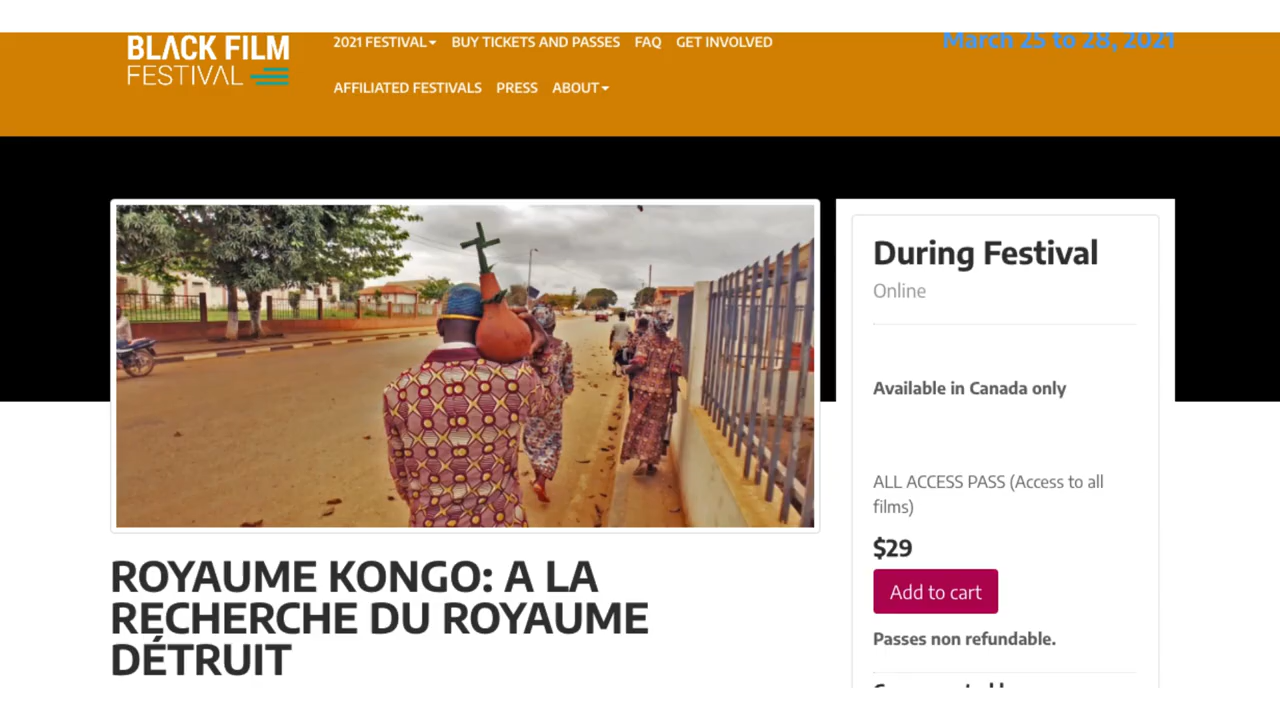 BLACK FILM
FESTIVAL
2021 FESTIVAL
BUY TICKETS AND PASSES
FAQ
GET INVOLVED
March 25 to 28, 2021
AFFILIATED FESTIVALS
PRESS
ABOUT
During Festival
Online
Available in Canada only
ALL ACCESS PASS (Access to all
films)
$29
Add to cart
Passes non refundable.
ROYAUME KONGO: A LA
RECHERCHE DU ROYAUME
DÉTRUIT